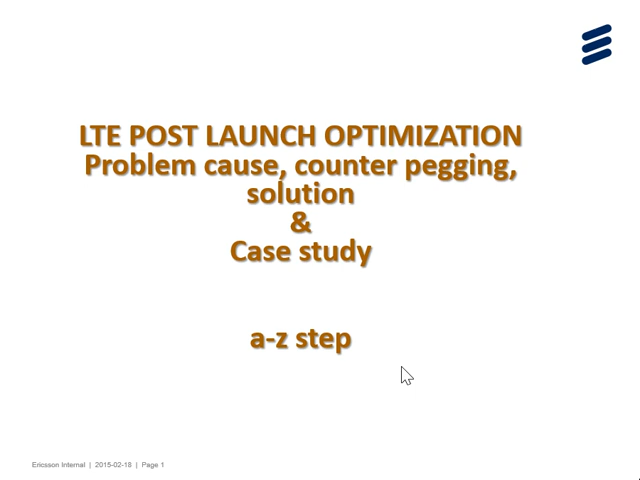 LTE POST LAUNCH OPTIMIZATION
Problem cause, counter pegging,
solution
&
Case study
a-z step
Ericsson Internal | 2015-02-18 | Page 1